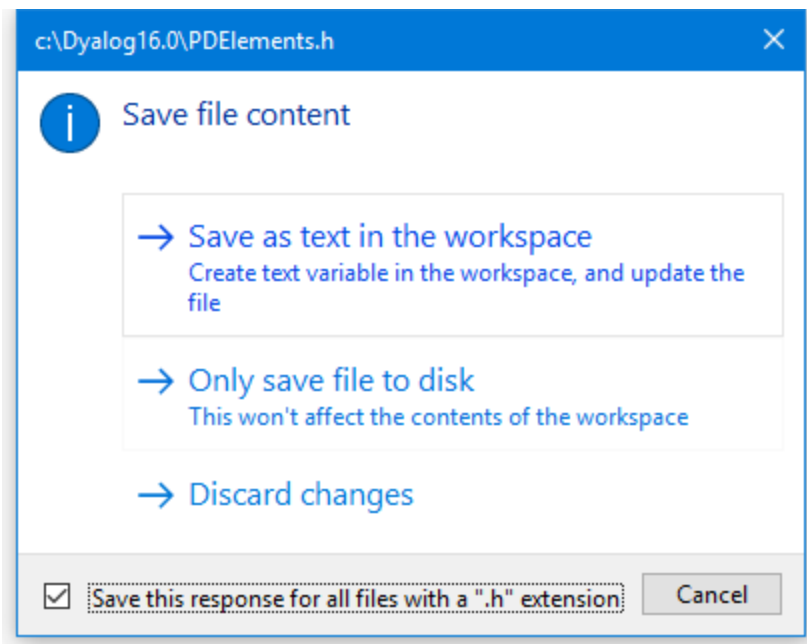 c:\Dyalog16.0\PDElements.h
Save file content
Save as text in the workspace
Create text variable in the workspace, and update the
file
Only save file to disk
This won't affect the contents of the workspace
Discard changes
Save this response for all files with a ".h" extension
Cancel